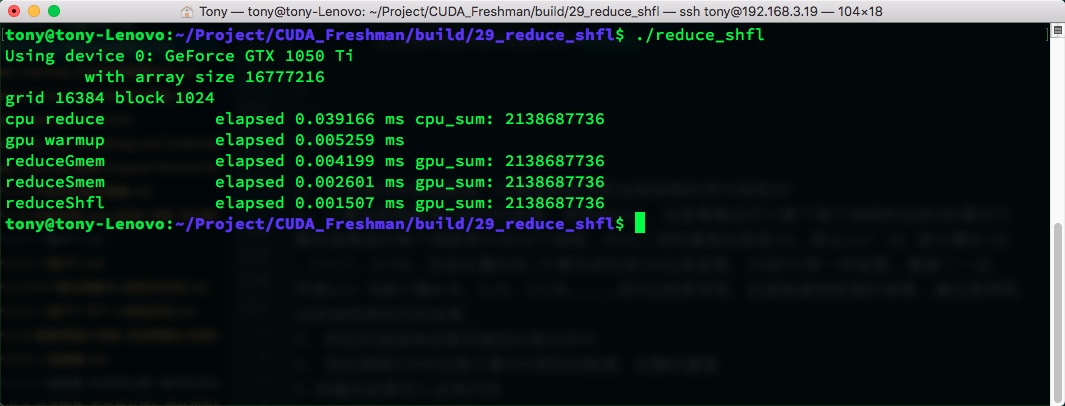 Tony — tony@tony-Lenovo: ~/Project/CUDA_Freshman/build/29_reduce_shfl — ssh tony@192.168.3.19 — 104×18
[tony@tony-Lenovo:~/Project/CUDA_Freshman/build/29_reduce_shfl$ ./reduce_shfl ]
Using device 0: GeForce GTX 1050 Ti
with array size 16777216
grid 16384 block 1024
cpu reduce elapsed 0.039166 ms cpu_sum: 2138687736
gpu warmup elapsed 0.005259 ms
reduceGmem elapsed 0.004199 ms gpu_sum: 2138687736
reduceSmem elapsed 0.002601 ms gpu_sum: 2138687736
reduceShfl elapsed 0.001507 ms gpu_sum: 2138687736
tony@tony-Lenovo:~/Project/CUDA_Freshman/build/29_reduce_shfl$